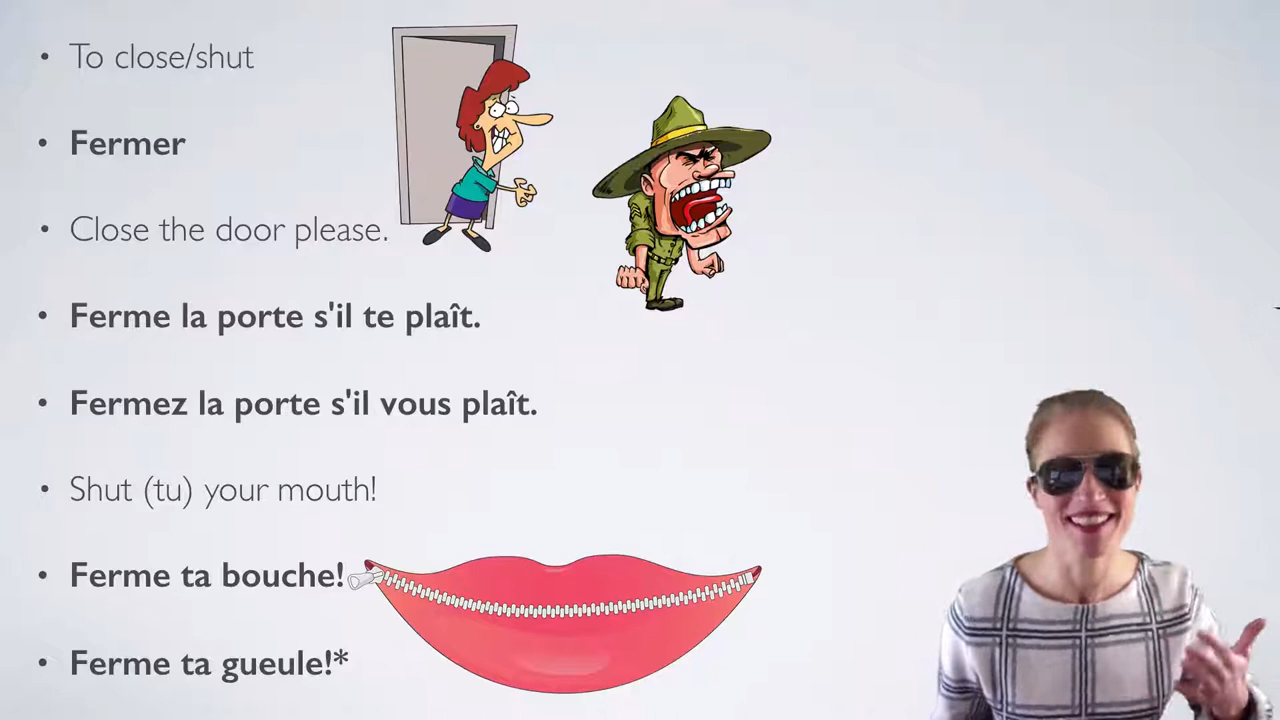 • To close/shut
• Fermer
• Close the door please.
• Ferme la porte s'il te plaît.
• Fermez la porte s'il vous plaît.
• Shut (tu) your mouth!
• Ferme ta bouche!
• Ferme ta gueule!*